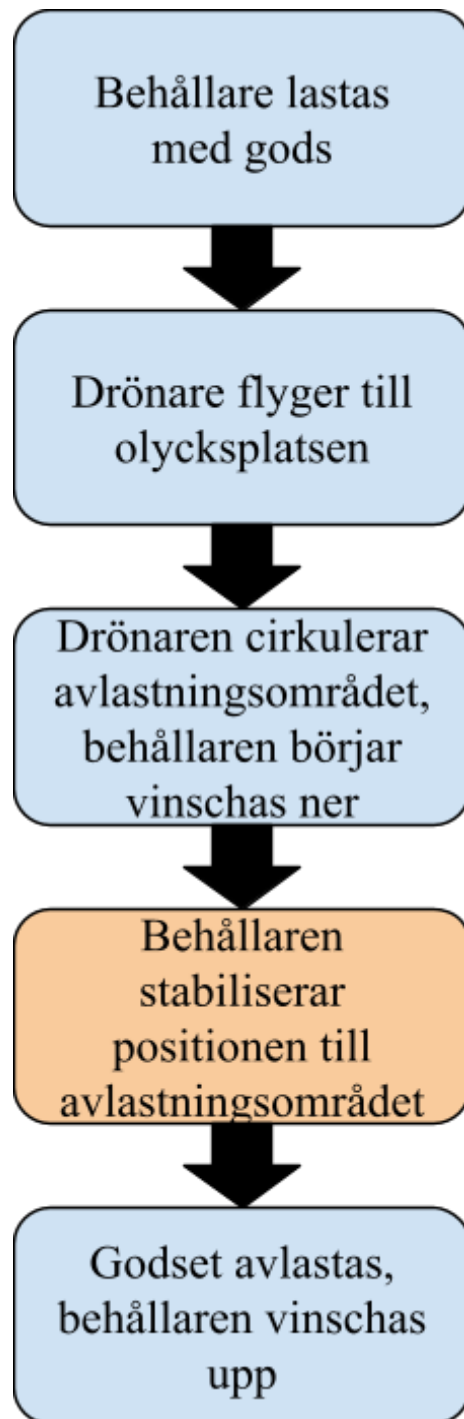 Behållare lastas
med gods
Drönare flyger till
olycksplatsen
Drönaren cirkulerar
avlastningsområdet,
behållaren börjar
vinschas ner
Behållaren
stabiliserar
positionen till
avlastningsområdet
Godset avlastas,
behållaren vinschas
upp